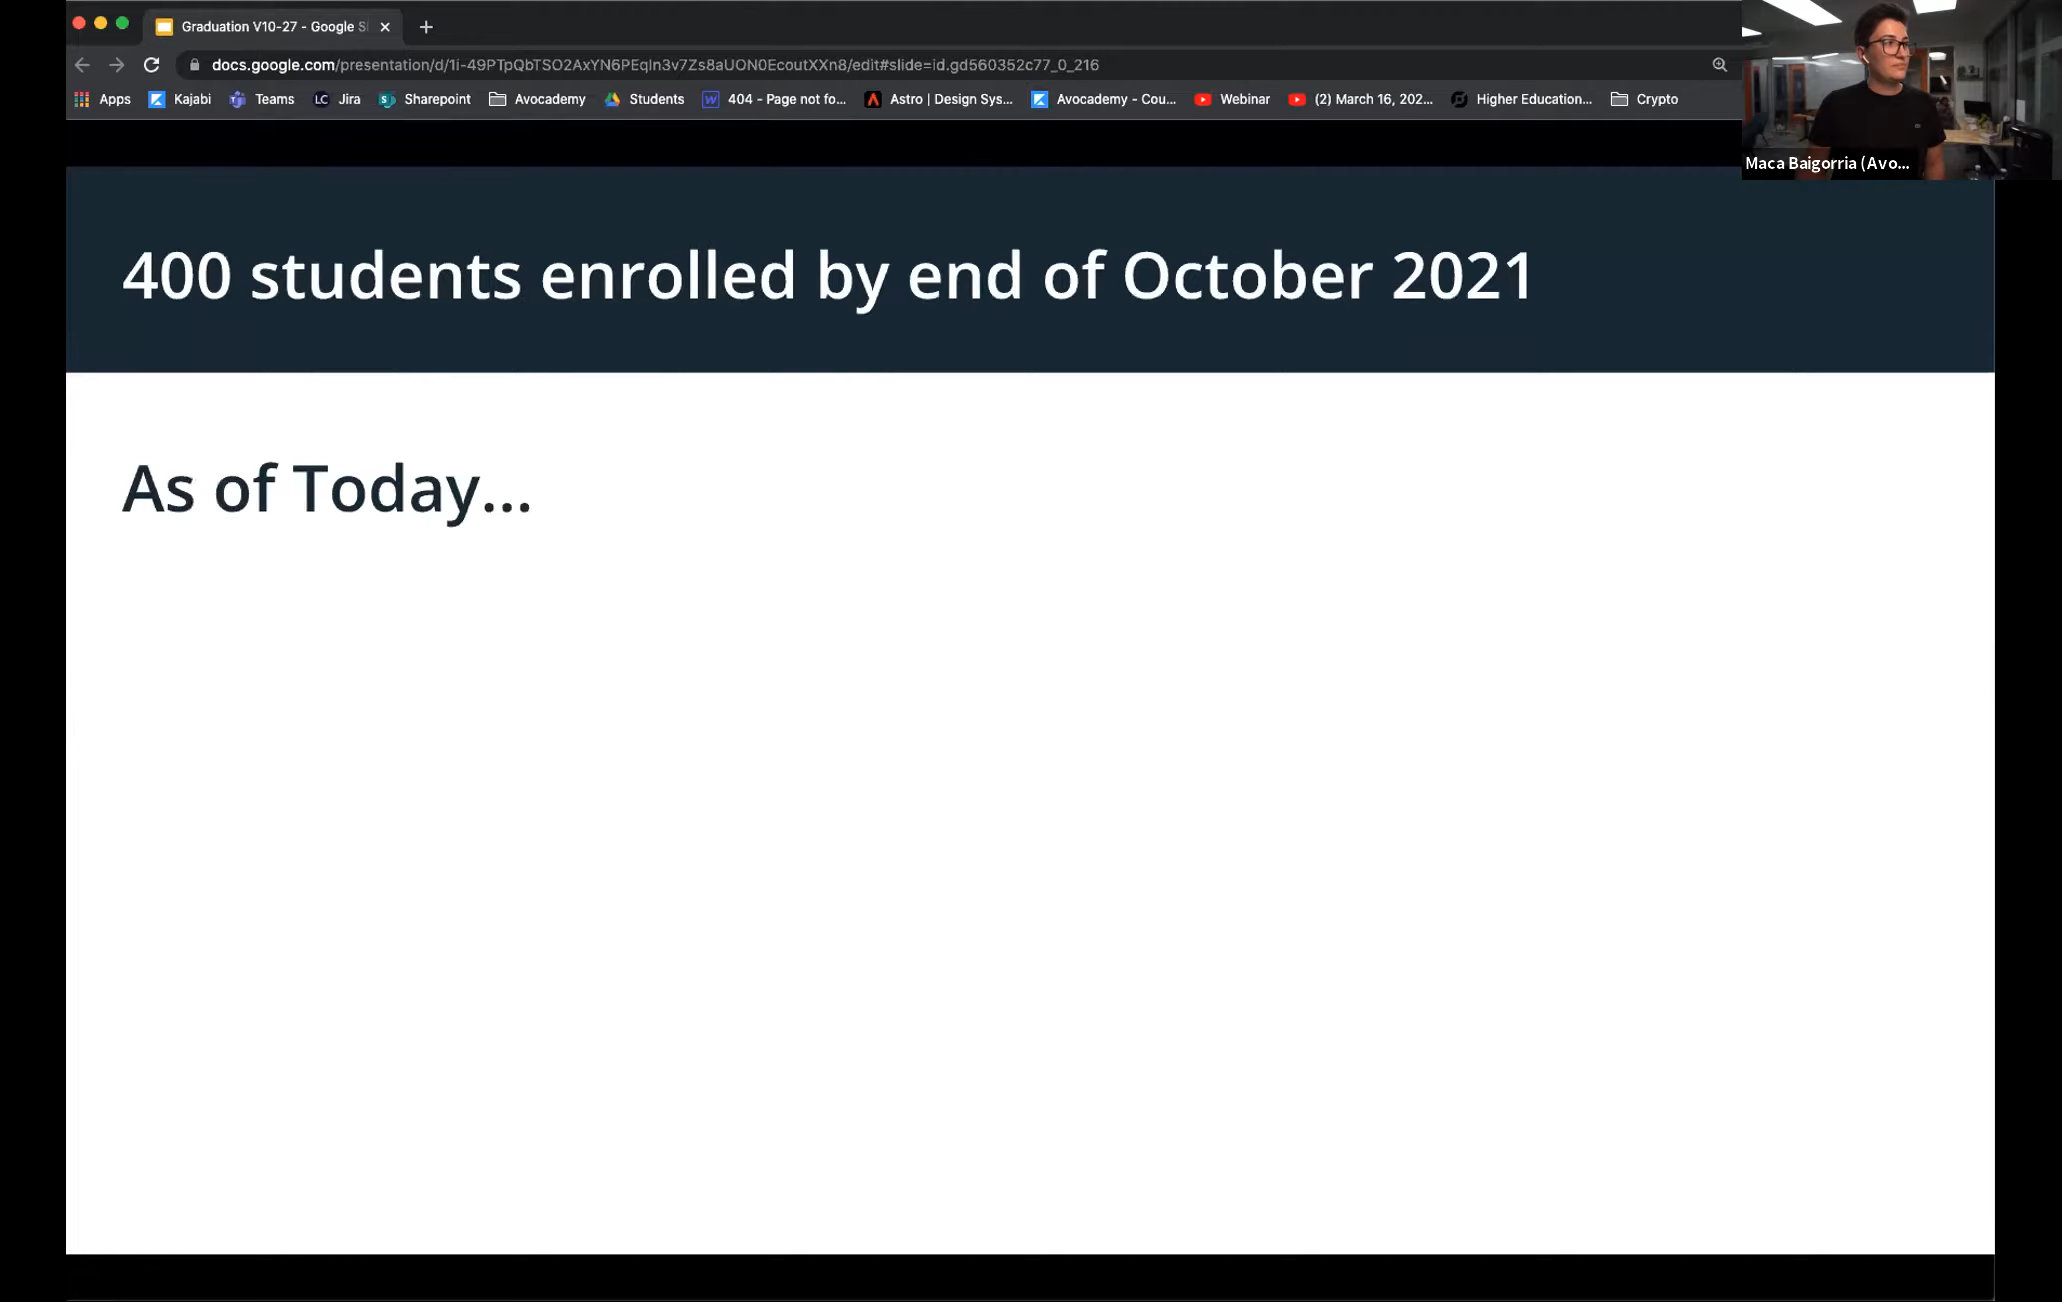 Graduation V10-27 - Google Sl
docs.google.com/presentation/d/1i-49PTpQbTSO2AxYN6PEqIn3v7Zs8aUON0EcoutXXn8/edit#slide=id.gd560352c77_0_216
Apps Kajabi Teams LC Jira Sharepoint Avocademy Students 404 - Page not fo... Astro | Design Sys... Avocademy - Cou... Webinar (2) March 16, 202... Higher Education... Crypto
Maca Baigorria (Avo...
400 students enrolled by end of October 2021
As of Today...